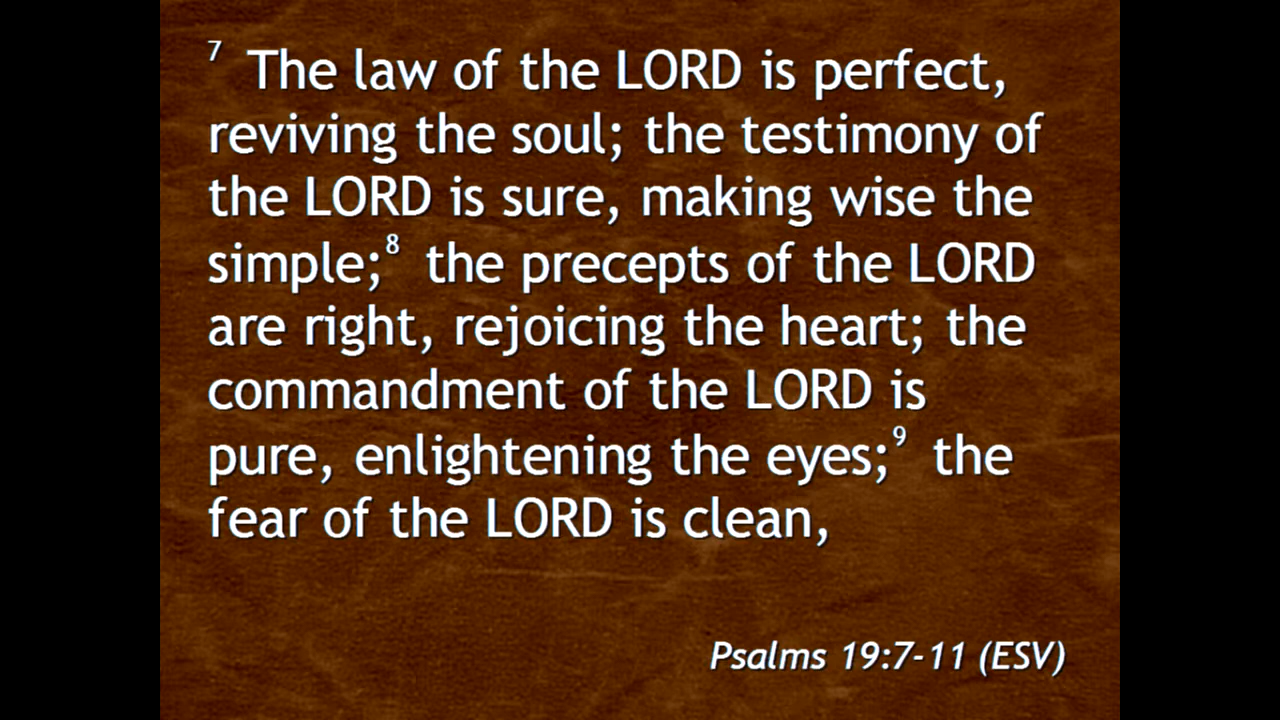 7 The law of the LORD is perfect,
reviving the soul; the testimony of
the LORD is sure, making wise the
simple;8 the precepts of the LORD
are right, rejoicing the heart; the
commandment of the LORD is
pure, enlightening the eyes;9 the
fear of the LORD is clean,
Psalms 19:7-11 (ESV)